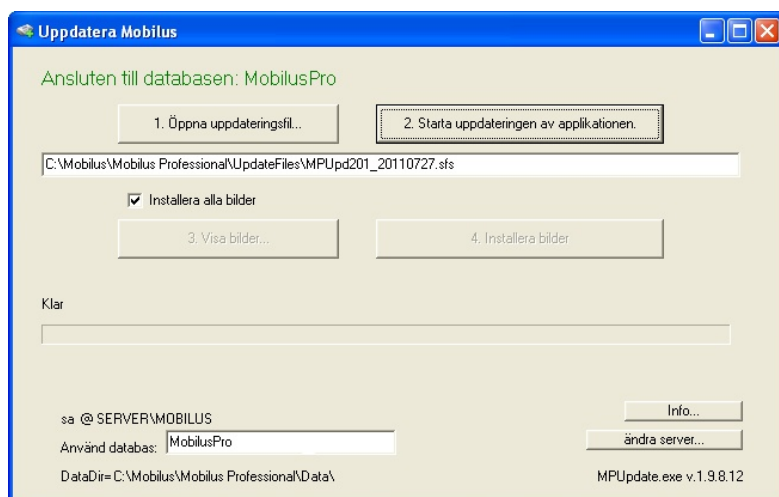 Uppdatera Mobilus
Ansluten till databasen: MobilusPro
1. Öppna uppdateringsfil...
2. Starta uppdateringen av applikationen.
C:\Mobilus\Mobilus Professional\UpdateFiles\MPUpd201_20110727.sfs
Installera alla bilder
3. Visa bilder...
4. Installera bilder
Klar
sa @ SERVER\MOBILUS
Info...
Använd databas: MobilusPro
ändra server...
DataDir= C:\Mobilus\Mobilus Professional\Data\
MPUpdate.exe v.1.9.8.12